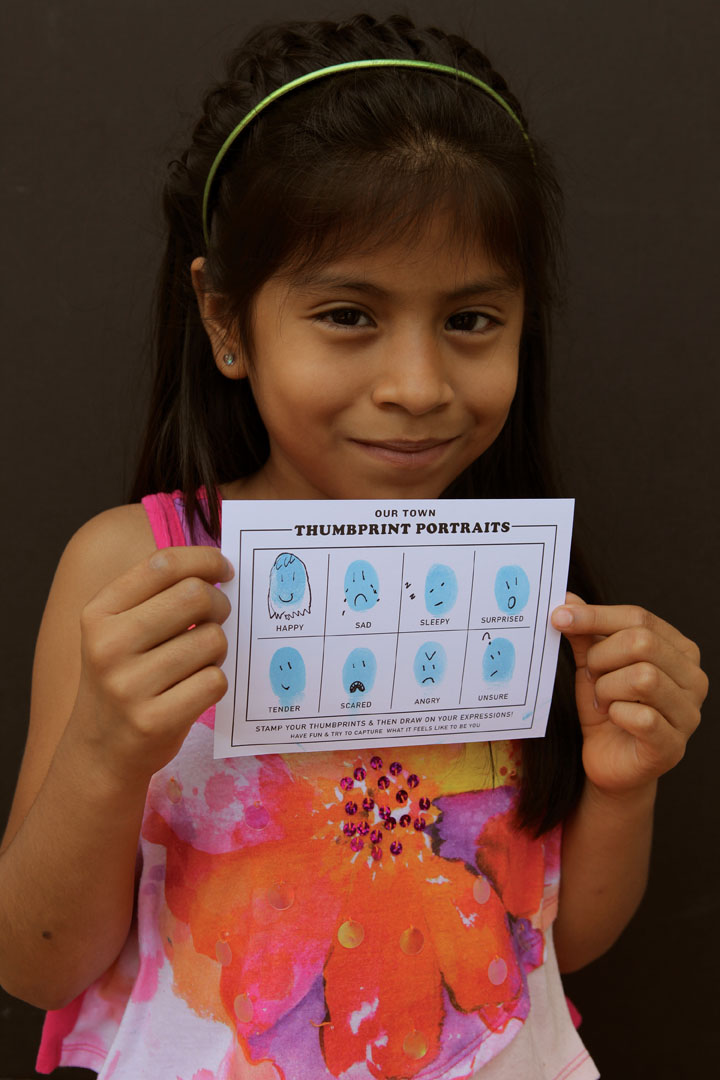 OUR TOWN
THUMBPRINT PORTRAITS
HAPPY SAD SLEEPY SURPRISED
TENDER SCARED ANGRY UNSURE
STAMP YOUR THUMBPRINTS & THEN DRAW ON YOUR EXPRESSIONS!
HAVE FUN & TRY TO CAPTURE WHAT IT FEELS LIKE TO BE YOU